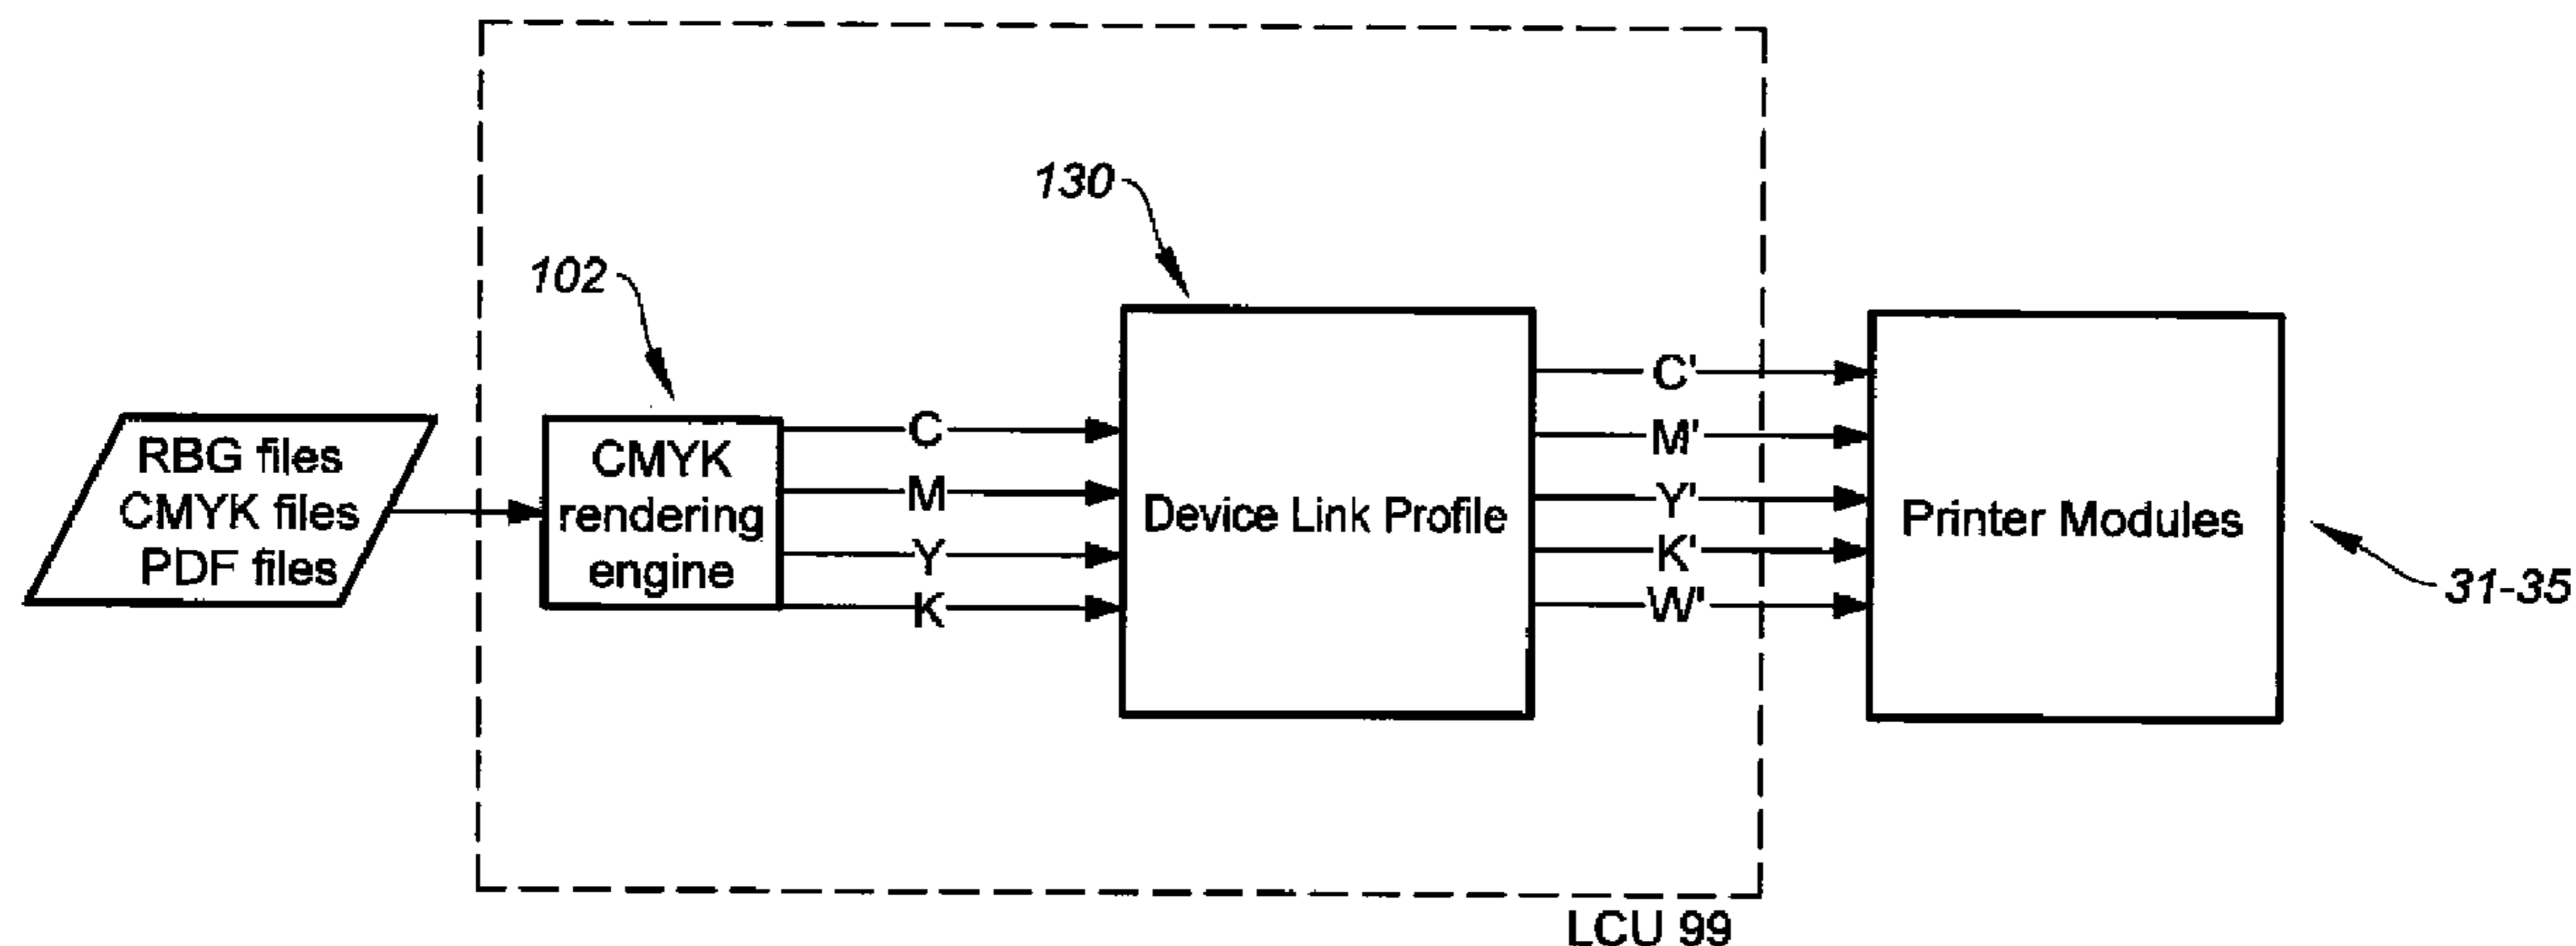 130
102
RBG files
CMYK files
PDF files
CMYK
rendering
engine
C
M
Y
K
Device Link Profile
C'
M'
Y'
K'
W'
Printer Modules
31-35
LCU 99